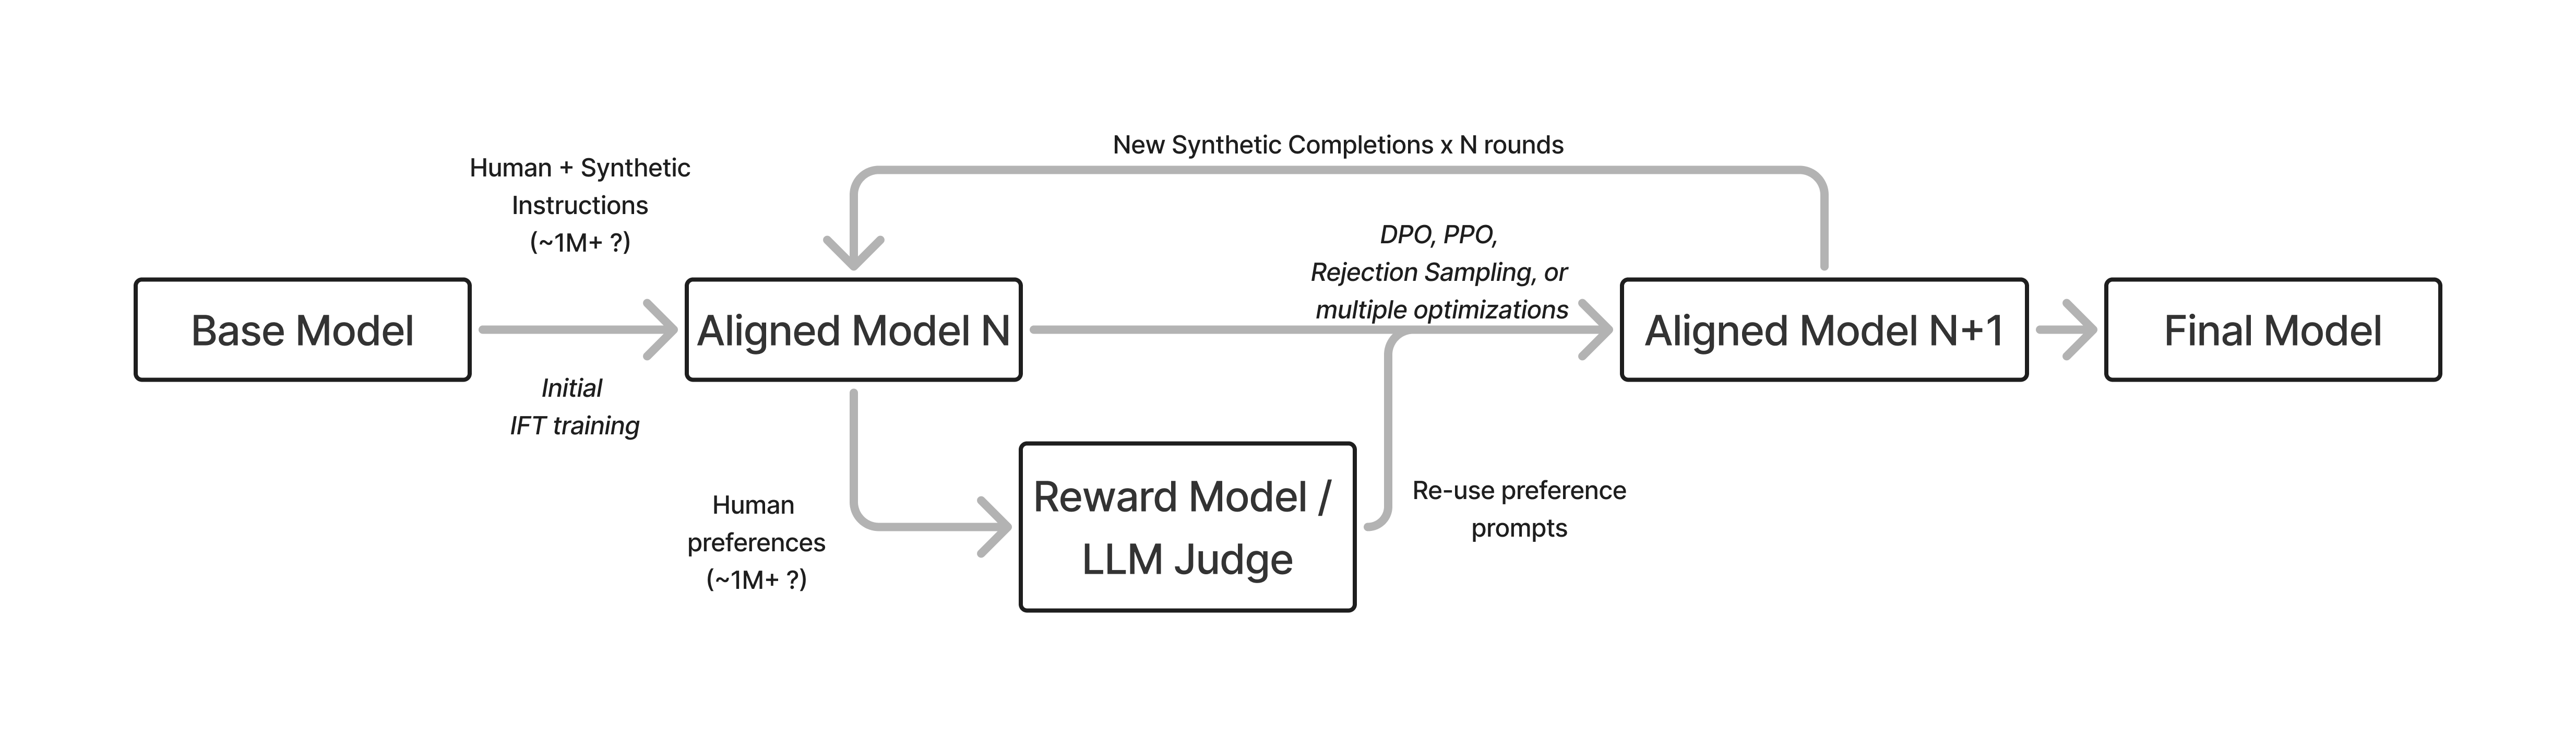 New Synthetic Completions x N rounds
Human + Synthetic
Instructions
(~1M+ ?)
DPO, PPO,
Rejection Sampling, or
multiple optimizations
Base Model
Aligned Model N
Aligned Model N+1
Final Model
Initial
IFT training
Human
preferences
(~1M+ ?)
Reward Model /
LLM Judge
Re-use preference
prompts